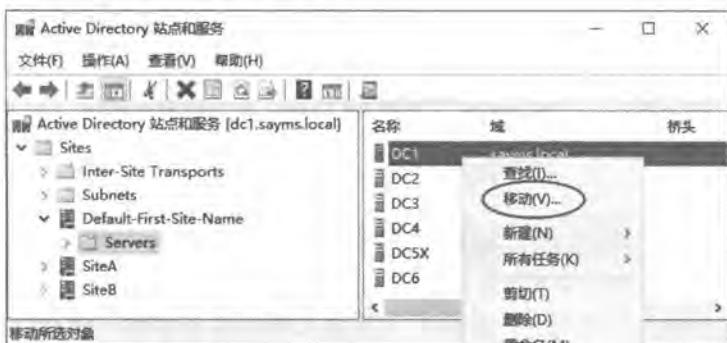 Active Directory 站点和服务
文件(F) 操作(A) 查看(V) 帮助(H)
Active Directory 站点和服务 [dc1.sayms.local]
Sites
Inter-Site Transports
Subnets
Default-First-Site-Name
Servers
SiteA
SiteB
名称 域 桥头
DC1 sayms.local
DC2
DC3
DC4
DC5X
DC6
查找(I)...
移动(V)...
新建(N)
所有任务(K)
剪切(T)
删除(D)
移动所选对象